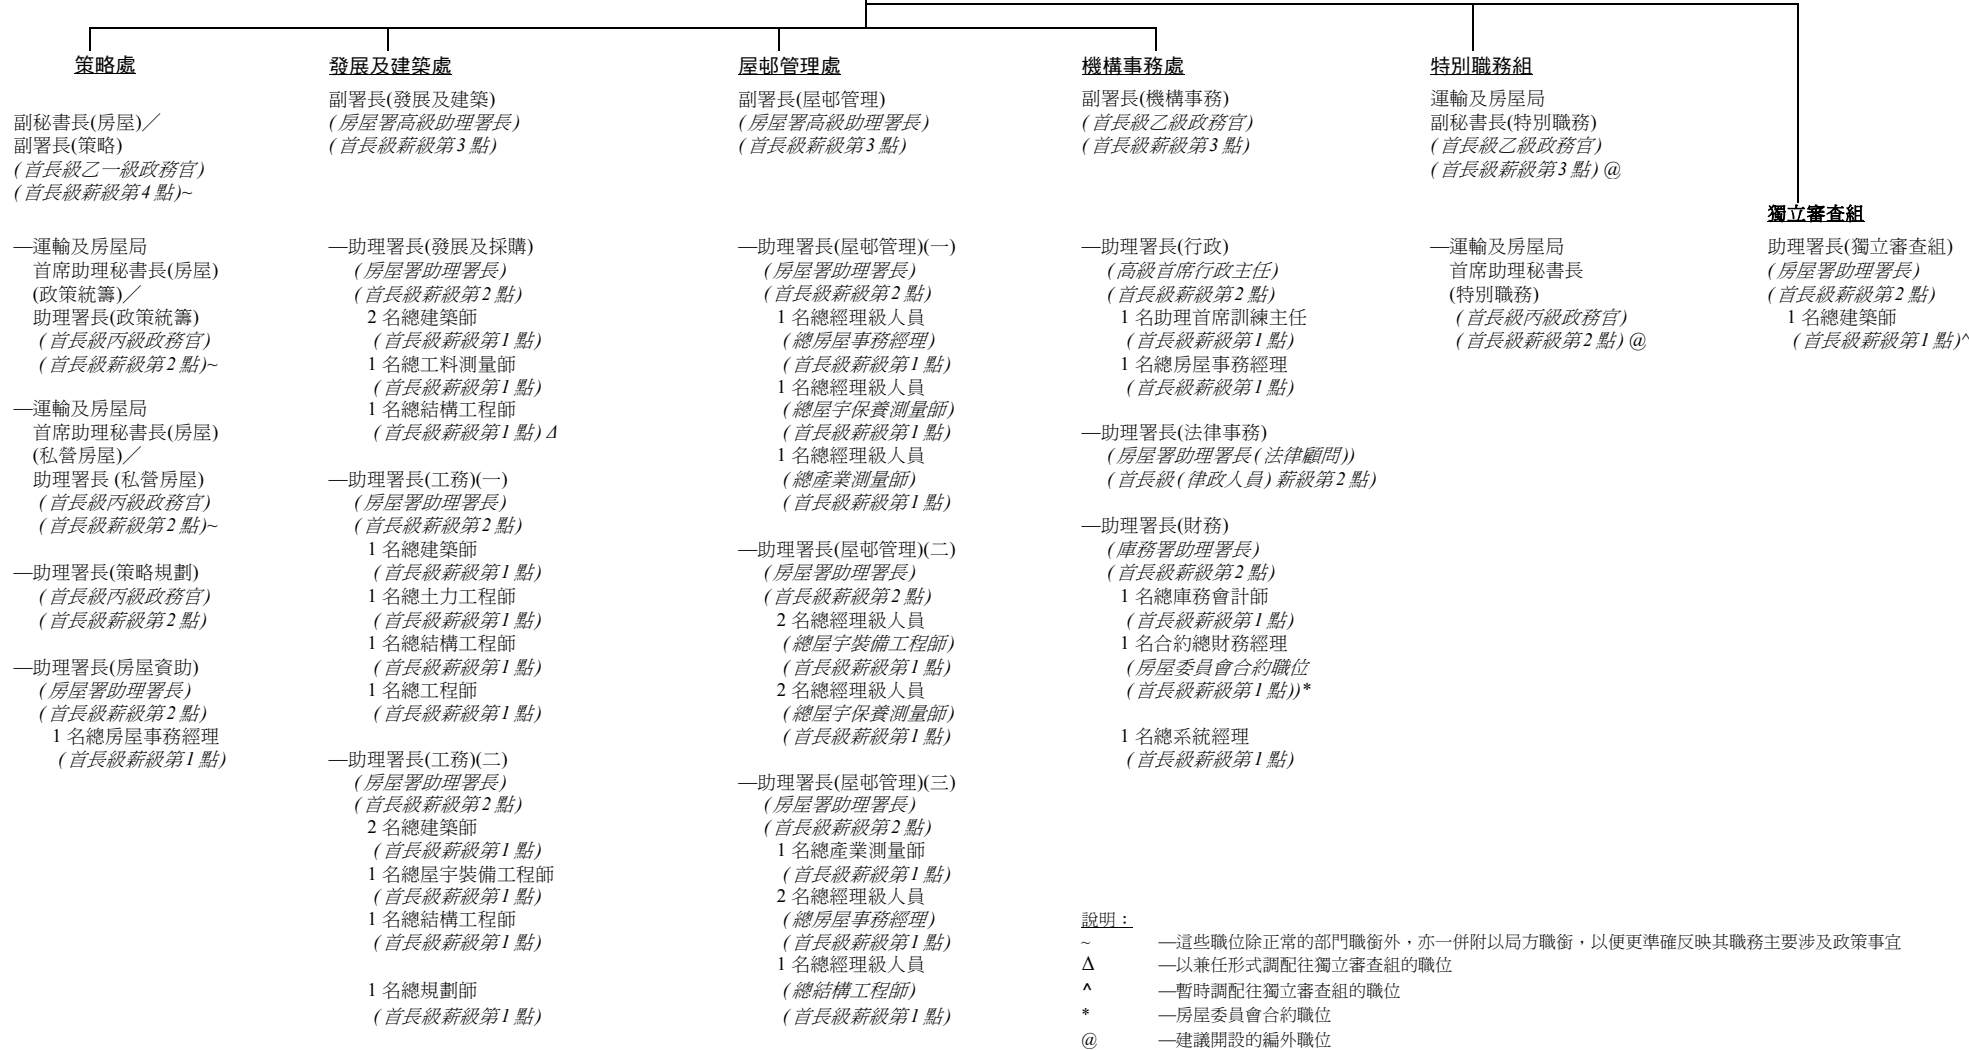 策略處
副秘書長(房屋)／
副署長(策略)
(首長級乙一級政務官)
(首長級薪級第4點)~
—運輸及房屋局
首席助理秘書長(房屋)
(政策統籌)／
助理署長(政策統籌)
(首長級丙級政務官)
(首長級薪級第2點)~
—運輸及房屋局
首席助理秘書長(房屋)
(私營房屋)／
助理署長 (私營房屋)
(首長級丙級政務官)
(首長級薪級第2點)~
—助理署長(策略規劃)
(首長級丙級政務官)
(首長級薪級第2點)
—助理署長(房屋資助)
(房屋署助理署長)
(首長級薪級第2點)
1 名總房屋事務經理
(首長級薪級第1點)
發展及建築處
副署長(發展及建築)
(房屋署高級助理署長)
(首長級薪級第3點)
—助理署長(發展及採購)
(房屋署助理署長)
(首長級薪級第2點)
2 名總建築師
(首長級薪級第1點)
1 名總工料測量師
(首長級薪級第1點)
1 名總結構工程師
(首長級薪級第1點) Δ
—助理署長(工務)(一)
(房屋署助理署長)
(首長級薪級第2點)
1 名總建築師
(首長級薪級第1點)
1 名總土力工程師
(首長級薪級第1點)
1 名總結構工程師
(首長級薪級第1點)
1 名總工程師
(首長級薪級第1點)
—助理署長(工務)(二)
(房屋署助理署長)
(首長級薪級第2點)
2 名總建築師
(首長級薪級第1點)
1 名總屋宇裝備工程師
(首長級薪級第1點)
1 名總結構工程師
(首長級薪級第1點)
1 名總規劃師
(首長級薪級第1點)
屋邨管理處
副署長(屋邨管理)
(房屋署高級助理署長)
(首長級薪級第3點)
—助理署長(屋邨管理)(一)
(房屋署助理署長)
(首長級薪級第2點)
1 名總經理級人員
(總房屋事務經理)
(首長級薪級第1點)
1 名總經理級人員
(總屋宇保養測量師)
(首長級薪級第1點)
1 名總經理級人員
(總產業測量師)
(首長級薪級第1點)
—助理署長(屋邨管理)(二)
(房屋署助理署長)
(首長級薪級第2點)
2 名總經理級人員
(總屋宇裝備工程師)
(首長級薪級第1點)
2 名總經理級人員
(總屋宇保養測量師)
(首長級薪級第1點)
—助理署長(屋邨管理)(三)
(房屋署助理署長)
(首長級薪級第2點)
1 名總產業測量師
(首長級薪級第1點)
2 名總經理級人員
(總房屋事務經理)
(首長級薪級第1點)
1 名總經理級人員
(總結構工程師)
(首長級薪級第1點)
機構事務處
副署長(機構事務)
(首長級乙級政務官)
(首長級薪級第3點)
—助理署長(行政)
(高級首席行政主任)
(首長級薪級第2點)
1 名助理首席訓練主任
(首長級薪級第1點)
1 名總房屋事務經理
(首長級薪級第1點)
—助理署長(法律事務)
(房屋署助理署長(法律顧問))
(首長級(律政人員)薪級第2點)
—助理署長(財務)
(庫務署助理署長)
(首長級薪級第2點)
1 名總庫務會計師
(首長級薪級第1點)
1 名合約總財務經理
(房屋委員會合約職位
(首長級薪級第1點))*
1 名總系統經理
(首長級薪級第1點)
特別職務組
運輸及房屋局
副秘書長(特別職務)
(首長級乙級政務官)
(首長級薪級第3點) @
—運輸及房屋局
首席助理秘書長
(特別職務)
(首長級丙級政務官)
(首長級薪級第2點) @
獨立審查組
助理署長(獨立審查組)
(房屋署助理署長)
(首長級薪級第2點)
1 名總建築師
(首長級薪級第1點)^
說明：
~ —這些職位除正常的部門職銜外，亦一併附以局方職銜，以便更準確反映其職務主要涉及政策事宜
Δ —以兼任形式調配往獨立審查組的職位
^ —暫時調配往獨立審查組的職位
* —房屋委員會合約職位
@ —建議開設的編外職位